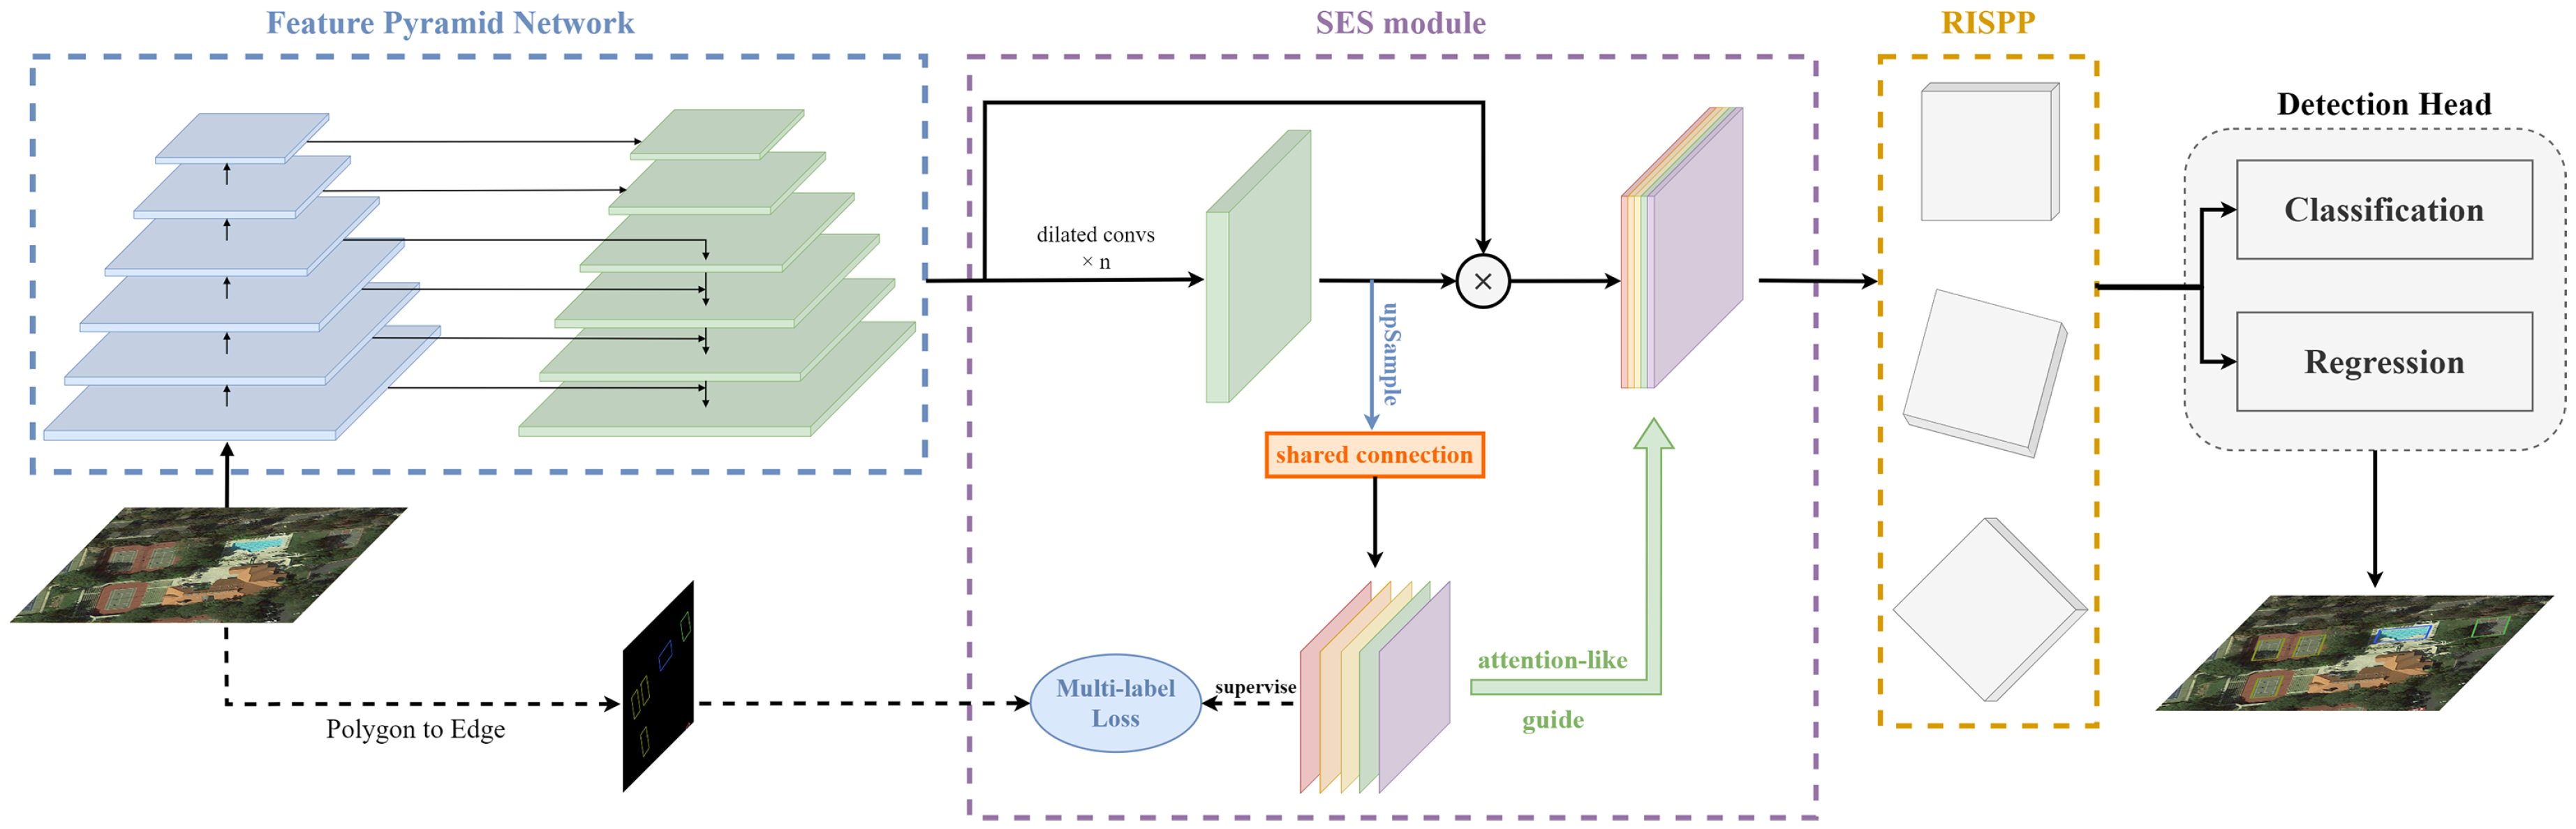 Feature Pyramid Network
SES module
RISPP
Detection Head
Classification
Regression
dilated convs
× n
×
upSample
shared connection
attention-like
guide
supervise
Multi-label
Loss
Polygon to Edge